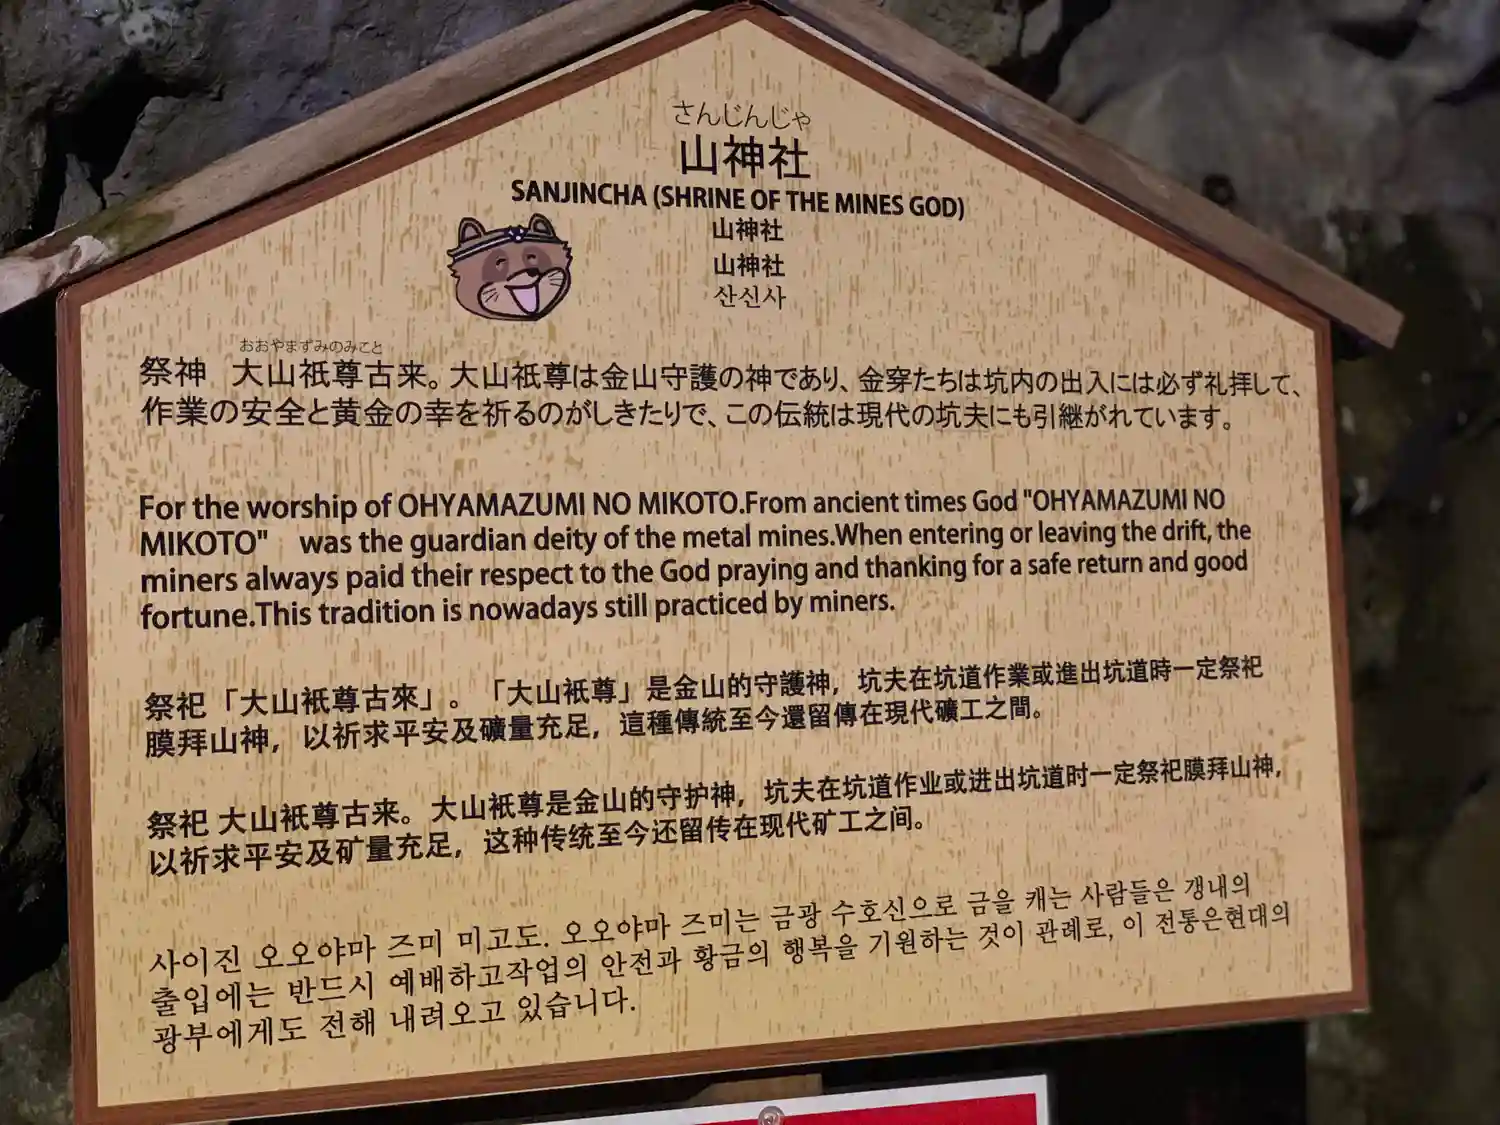 さんじんじゃ
山神社
SANJINCHA (SHRINE OF THE MINES GOD)
山神社
山神社
산신사
おおやまずみのみこと
祭神　大山祇尊古来。大山祇尊は金山守護の神であり、金穿たちは坑内の出入には必ず礼拝して、
作業の安全と黄金の幸を祈るのがしきたりで、この伝統は現代の坑夫にも引継がれています。
For the worship of OHYAMAZUMI NO MIKOTO.From ancient times God "OHYAMAZUMI NO
MIKOTO"　was the guardian deity of the metal mines.When entering or leaving the drift, the
miners always paid their respect to the God praying and thanking for a safe return and good
fortune.This tradition is nowadays still practiced by miners.
祭祀「大山祇尊古來」。「大山祇尊」是金山的守護神，坑夫在坑道作業或進出坑道時一定祭祀
膜拜山神，以祈求平安及礦量充足，這種傳統至今還留傳在現代礦工之間。
祭祀 大山祇尊古来。大山祇尊是金山的守护神，坑夫在坑道作业或进出坑道时一定祭祀膜拜山神，
以祈求平安及矿量充足，这种传统至今还留传在现代矿工之间。
사이진 오오야마 즈미 미고도. 오오야마 즈미는 금광 수호신으로 금을 캐는 사람들은 갱내의
출입에는 반드시 예배하고작업의 안전과 황금의 행복을 기원하는 것이 관례로, 이 전통은현대의
광부에게도 전해 내려오고 있습니다.